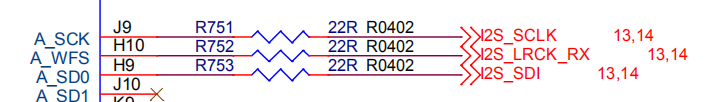 J9 R751 22R R0402 I2S_SCLK 13,14
A_SCK
H10 R752 22R R0402 I2S_LRCK_RX 13,14
A_WFS
H9 R753 22R R0402 I2S_SDI 13,14
A_SD0
J10
A_SD1
K9